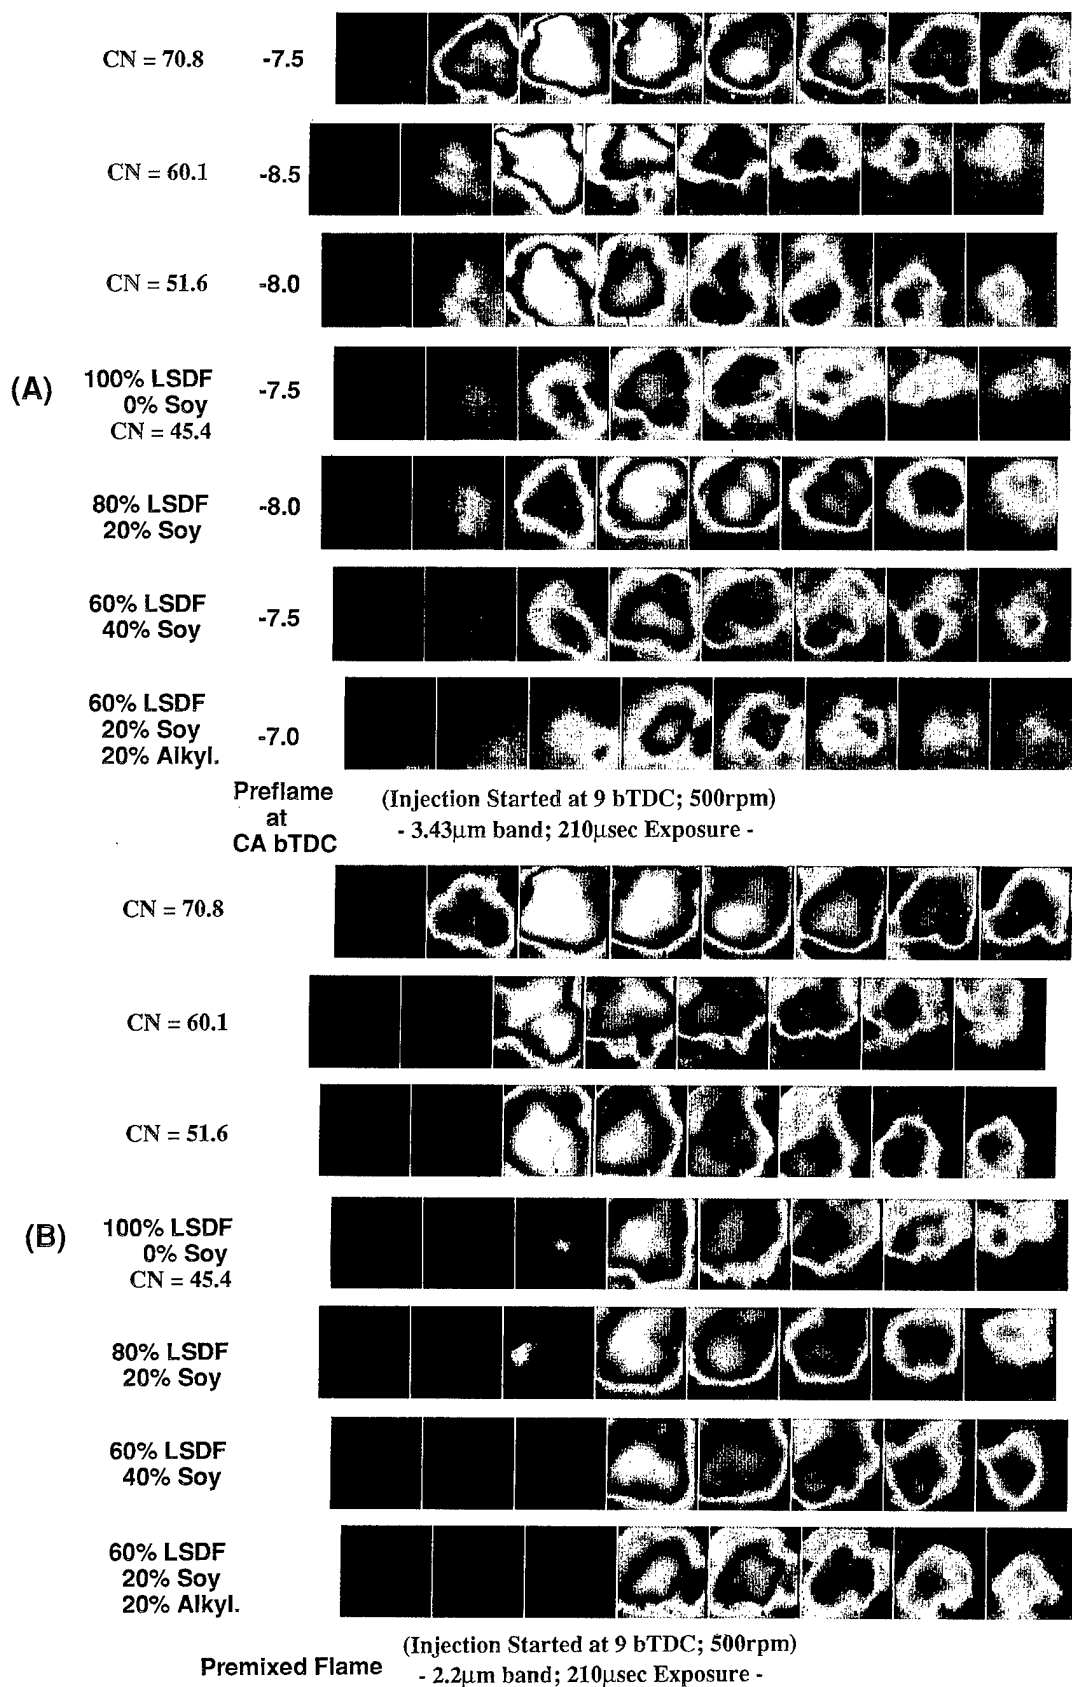 CN = 70.8 -7.5
CN = 60.1 -8.5
CN = 51.6 -8.0
(A)
100% LSDF
0% Soy
CN = 45.4
-7.5
80% LSDF
20% Soy
-8.0
60% LSDF
40% Soy
-7.5
60% LSDF
20% Soy
20% Alkyl.
-7.0
Preflame
at
CA bTDC
(Injection Started at 9 bTDC; 500rpm)
- 3.43µm band; 210µsec Exposure -
CN = 70.8
CN = 60.1
CN = 51.6
(B)
100% LSDF
0% Soy
CN = 45.4
80% LSDF
20% Soy
60% LSDF
40% Soy
60% LSDF
20% Soy
20% Alkyl.
Premixed Flame
(Injection Started at 9 bTDC; 500rpm)
- 2.2µm band; 210µsec Exposure -